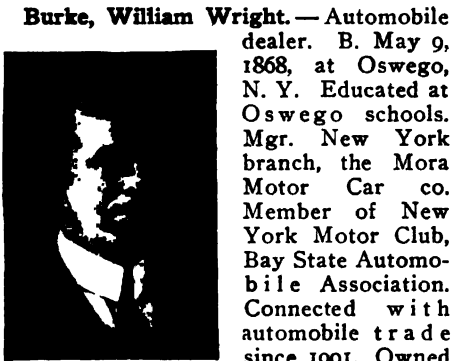 Burke, William Wright. — Automobile
dealer. B. May 9,
1868, at Oswego,
N. Y. Educated at
Oswego schools.
Mgr. New York
branch, the Mora
Motor Car co.
Member of New
York Motor Club,
Bay State Automo-
bile Association.
Connected with
automobile trade
since 1901. Owned